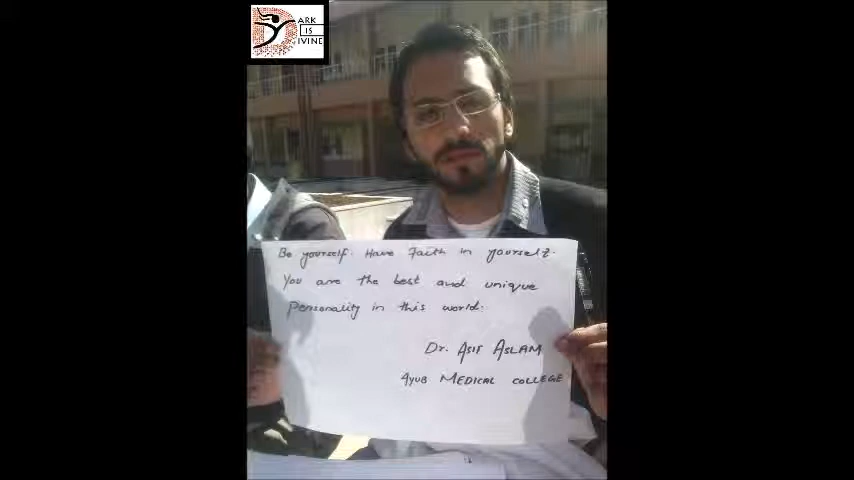 ARK
IS
IVINE
Be yourself. Have Faith in yourself.
You are the best and unique
Personality in this world.
Dr. ASIF ASLAM
AYUB MEDICAL COLLEGE